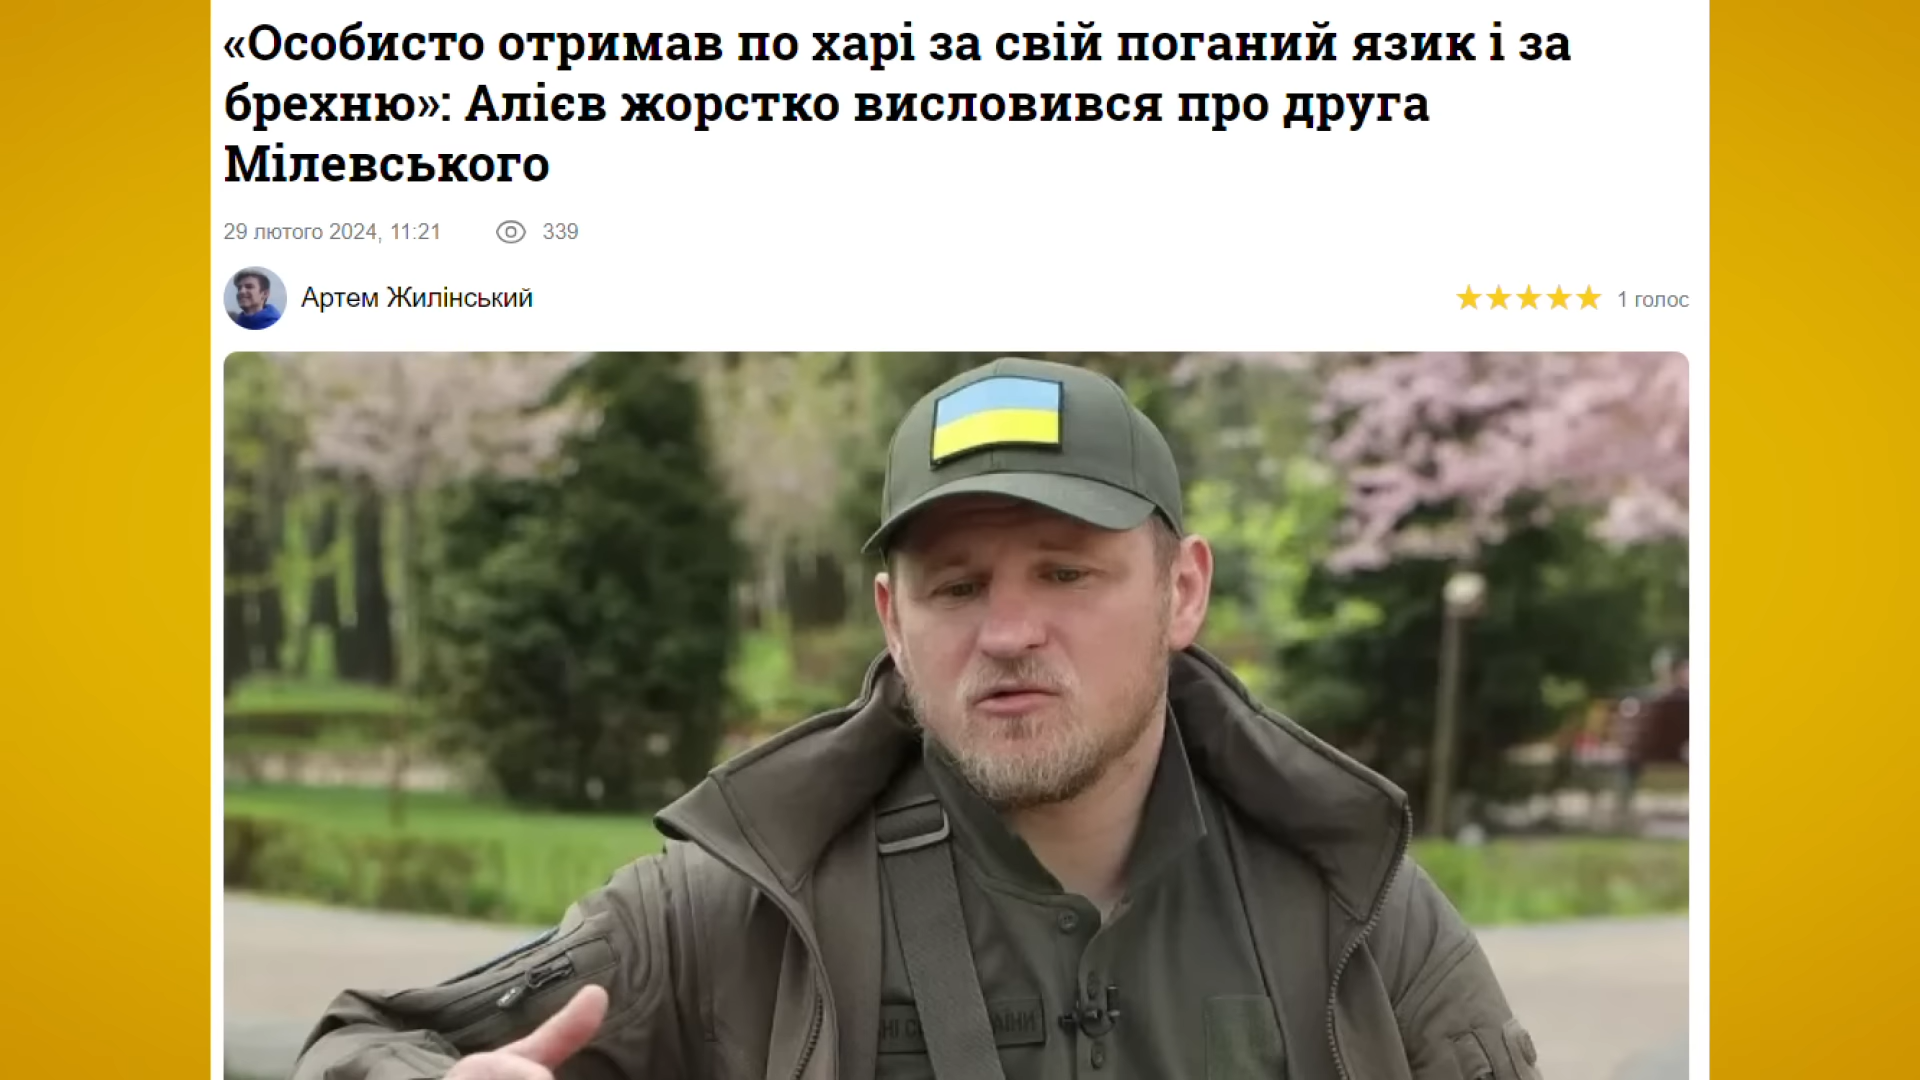 «Особисто отримав по харі за свій поганий язик і за
брехню»: Алієв жорстко висловився про друга
Мілевського
29 лютого 2024, 11:21 339
Артем Жилінський
1 голос